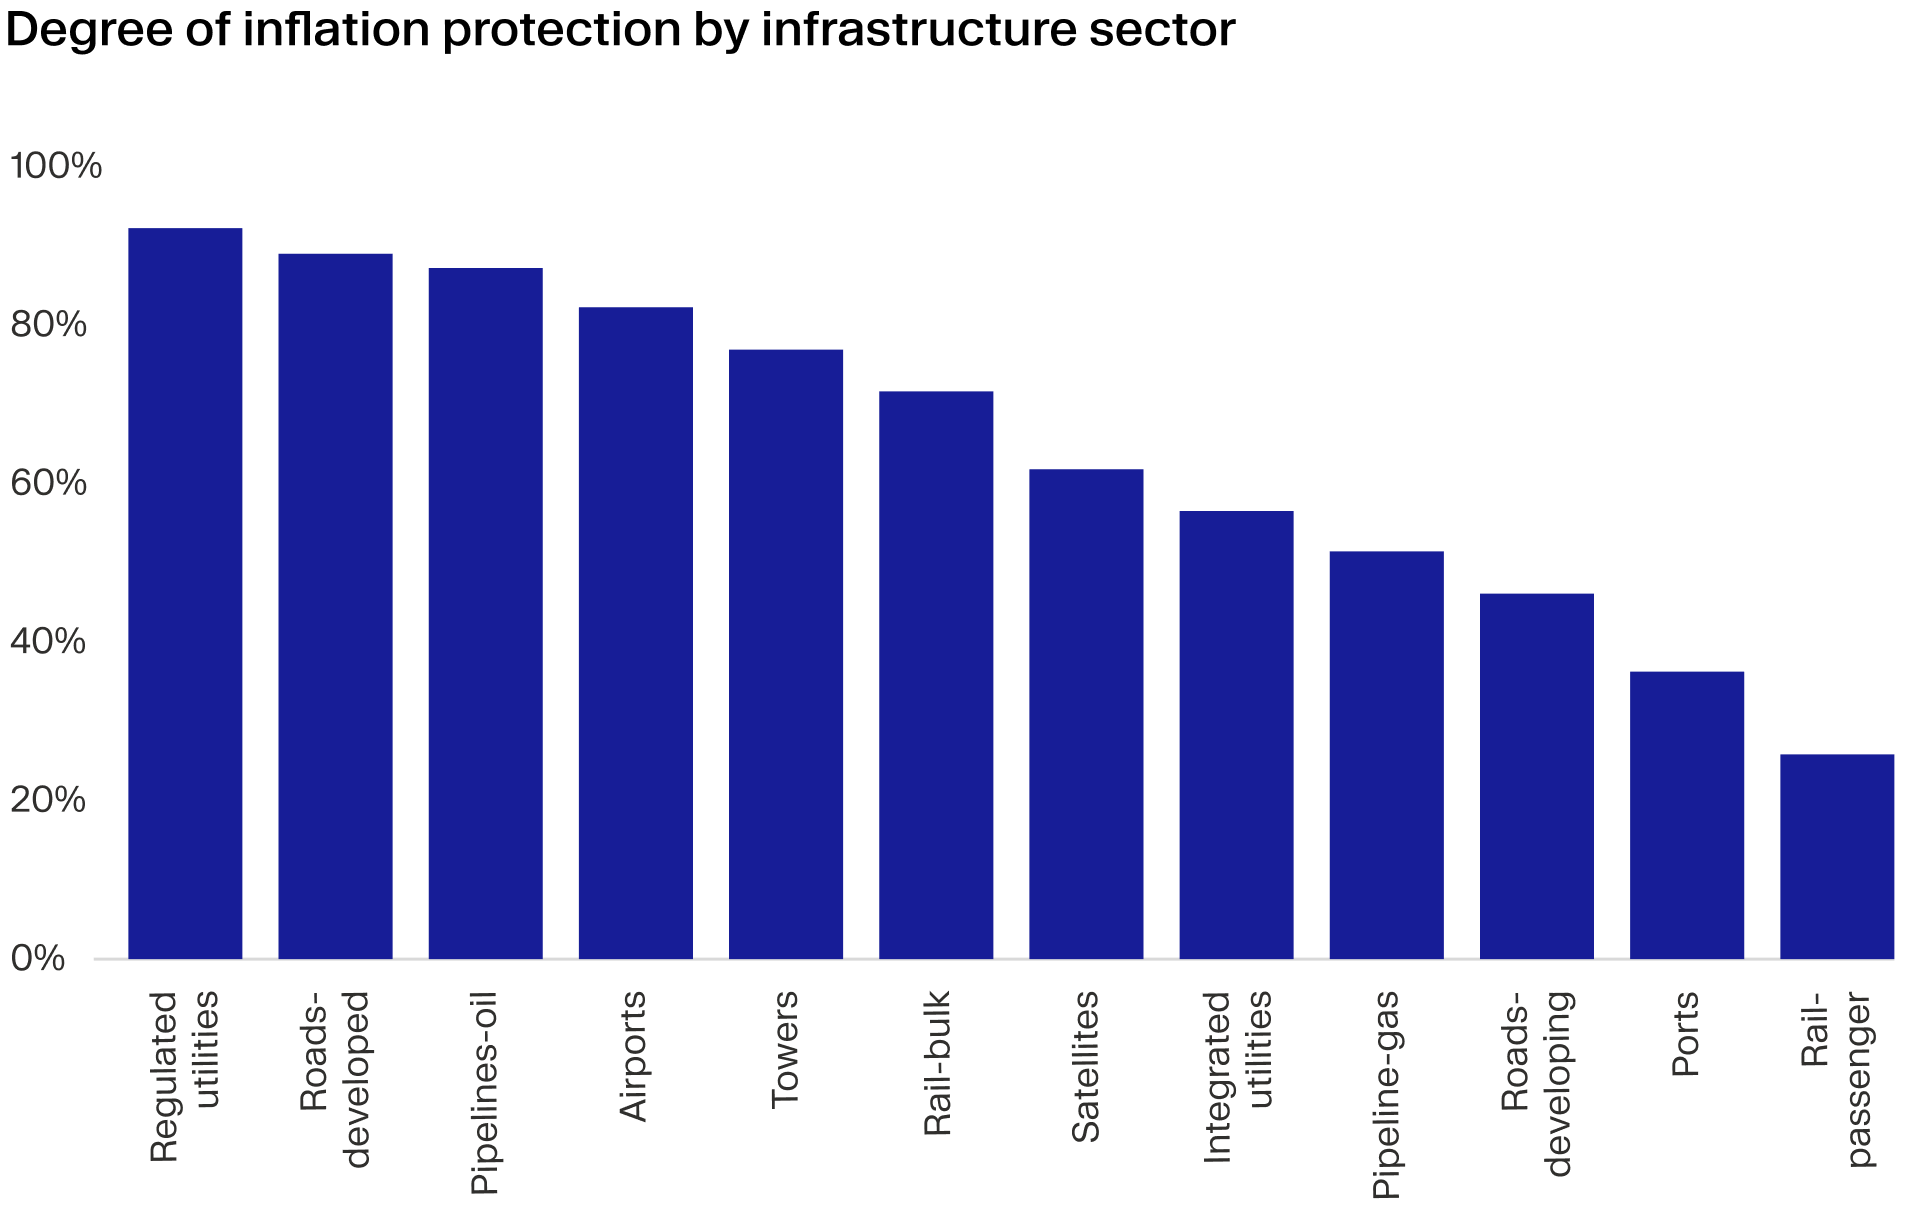 Degree of inflation protection by infrastructure sector
100%
80%
60%
40%
20%
0%
Regulated
utilities
Roads-
developed
Pipelines-oil
Airports
Towers
Rail-bulk
Satellites
Integrated
utilities
Pipeline-gas
Roads-
developing
Ports
Rail-
passenger